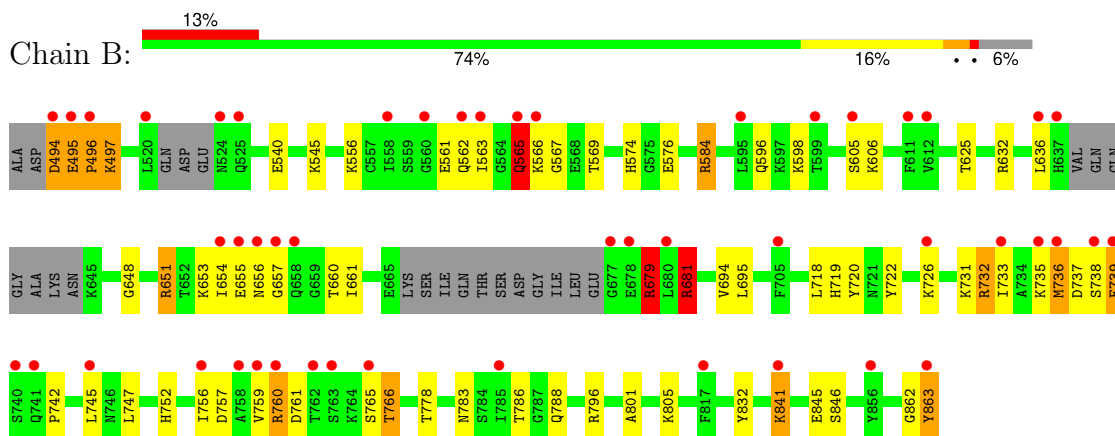 13%
Chain B:
74% 16% • • 6%
ALA ASP D494 E495 P496 K497 L520 GLN ASP GLU N524 Q525 E540 K545 K556 C557 I558 S559 G560 E561 Q562 I563 G564 Q565 K566 G567 E568 T569 H574 G575 E576 R584 L595 Q596 K597 K598 T599 S605 K606 F611 V612 T625 R632 L636 H637 VAL GLN GLN
GLY ALA LYS ASN K645 G648 R651 T652 K653 I654 E655 N656 G657 Q658 G659 T660 I661 E665 LYS SER ILE GLN THR SER ASP GLY ILE LEU GLU G677 E678 R679 L680 R681 V694 L695 F705 L718 H719 Y720 N721 Y722 K726 K731 R732 I733 A734 K735 M736 D737 S738 E739
S740 Q741 P742 L745 N746 L747 H752 I756 D757 A758 V759 R760 D761 T762 S763 K764 S765 T766 T778 N783 S784 I785 T786 G787 Q788 R796 A801 K805 F817 Y832 K841 E845 S846 Y856 G862 Y863